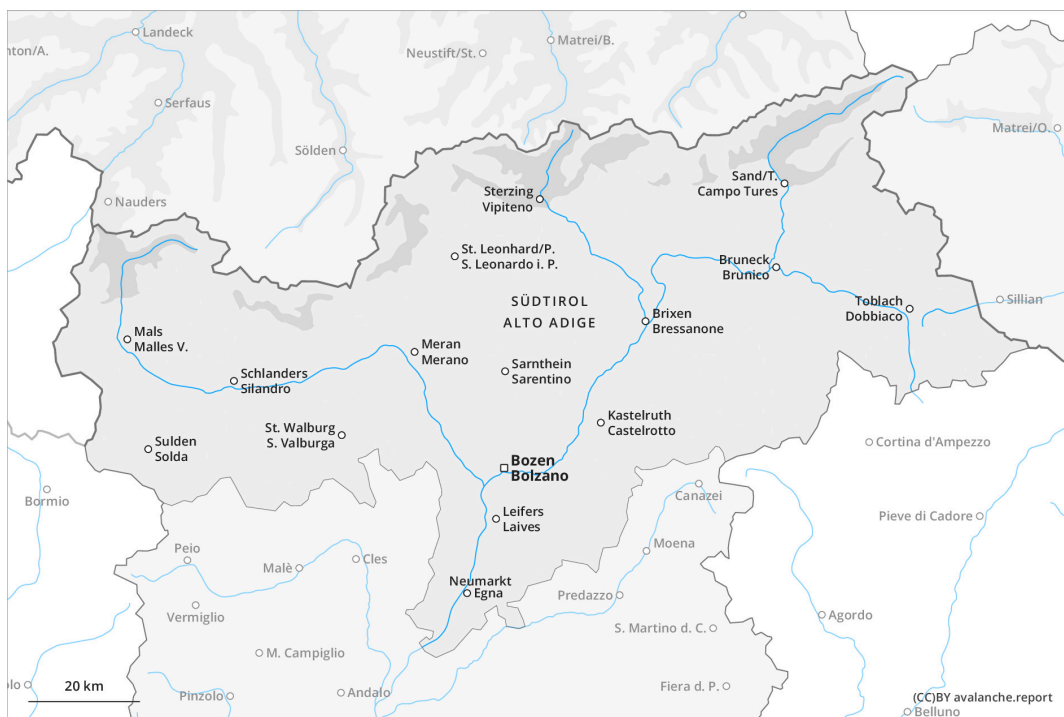 Landeck
nton/A.
Neustift/St.
Matrei/B.
Serfaus
Sölden
Matrei/O.
Nauders
Sterzing
Vipiteno
Sand/T.
Campo Tures
St. Leonhard/P.
S. Leonardo i. P.
Bruneck
Brunico
SÜDTIROL
ALTO ADIGE
Toblach
Dobbiaco
Sillian
Brixen
Bressanone
Mals
Malles V.
Meran
Merano
Schlanders
Silandro
Sarnthein
Sarentino
St. Walburg
S. Valburga
Kastelruth
Castelrotto
Sulden
Solda
Cortina d'Ampezzo
Bozen
Bolzano
Bormio
Canazei
Leifers
Laives
Pieve di Cadore
Peio
Malè
Cles
Moena
Neumarkt
Egna
Predazzo
Vermiglio
Agordo
S. Martino d. C.
M. Campiglio
olo
20 km
Pinzolo
Andalo
Fiera d. P.
(CC)BY avalanche.report
Belluno